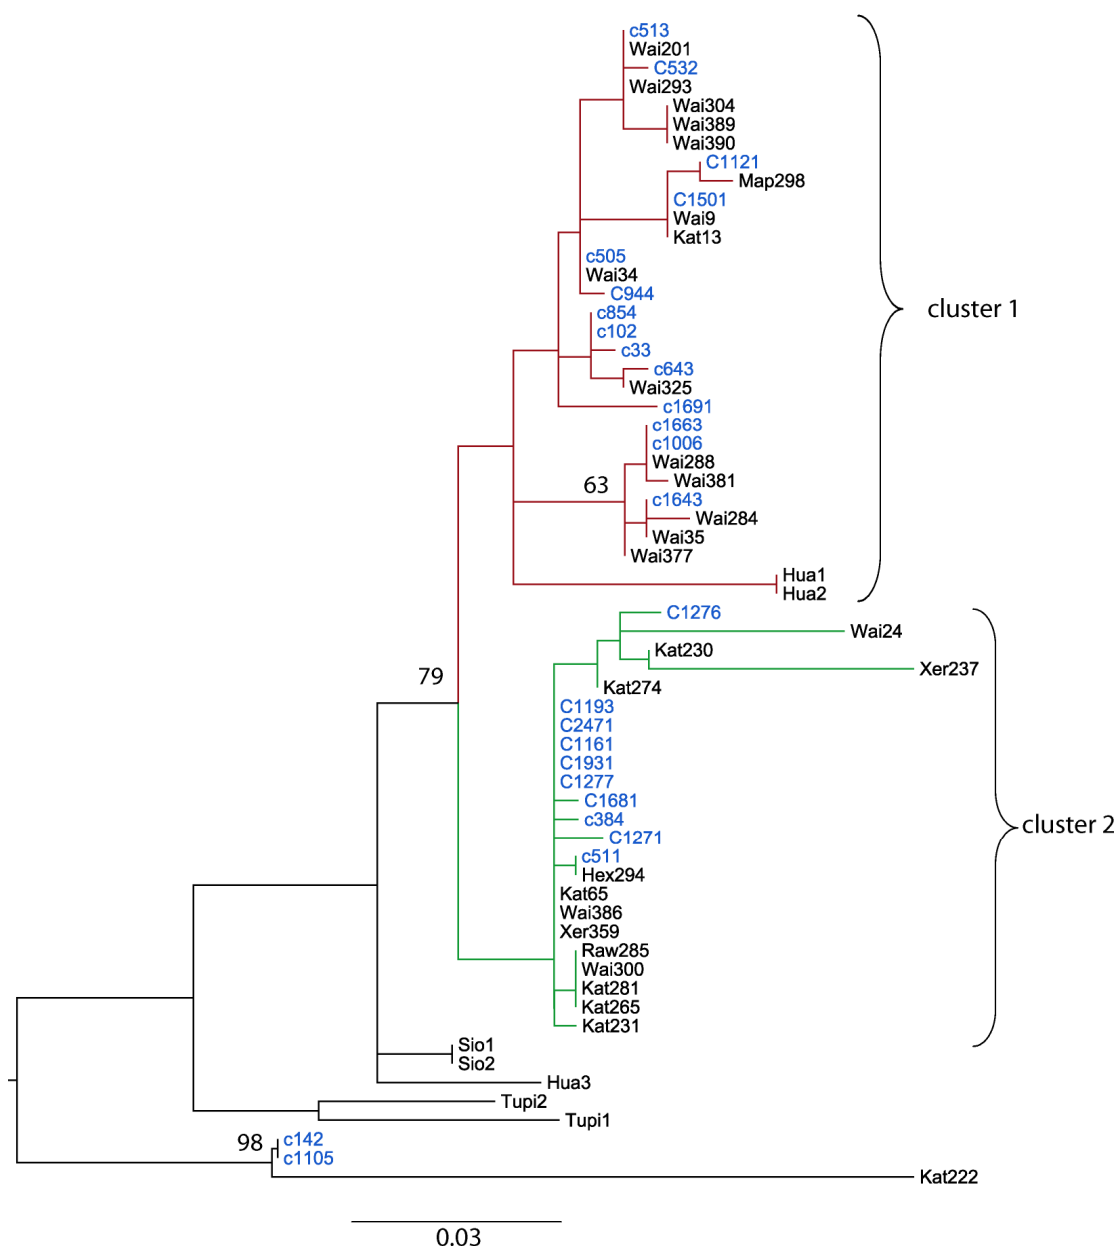 c513
Wai201
C532
Wai293
Wai304
Wai389
Wai390
C1121
Map298
C1501
Wai9
Kat13
c505
Wai34
C944
cluster 1
c854
c102
c33
c643
Wai325
c1691
c1663
c1006
Wai288
Wai381
63
c1643
Wai284
Wai35
Wai377
Hua1
Hua2
C1276
Wai24
Kat230
Xer237
79
Kat274
C1193
C2471
C1161
C1931
C1277
C1681
c384
cluster 2
C1271
c511
Hex294
Kat65
Wai386
Xer359
Raw285
Wai300
Kat281
Kat265
Kat231
Sio1
Sio2
Hua3
Tupi2
Tupi1
98
c142
c1105
Kat222
0.03